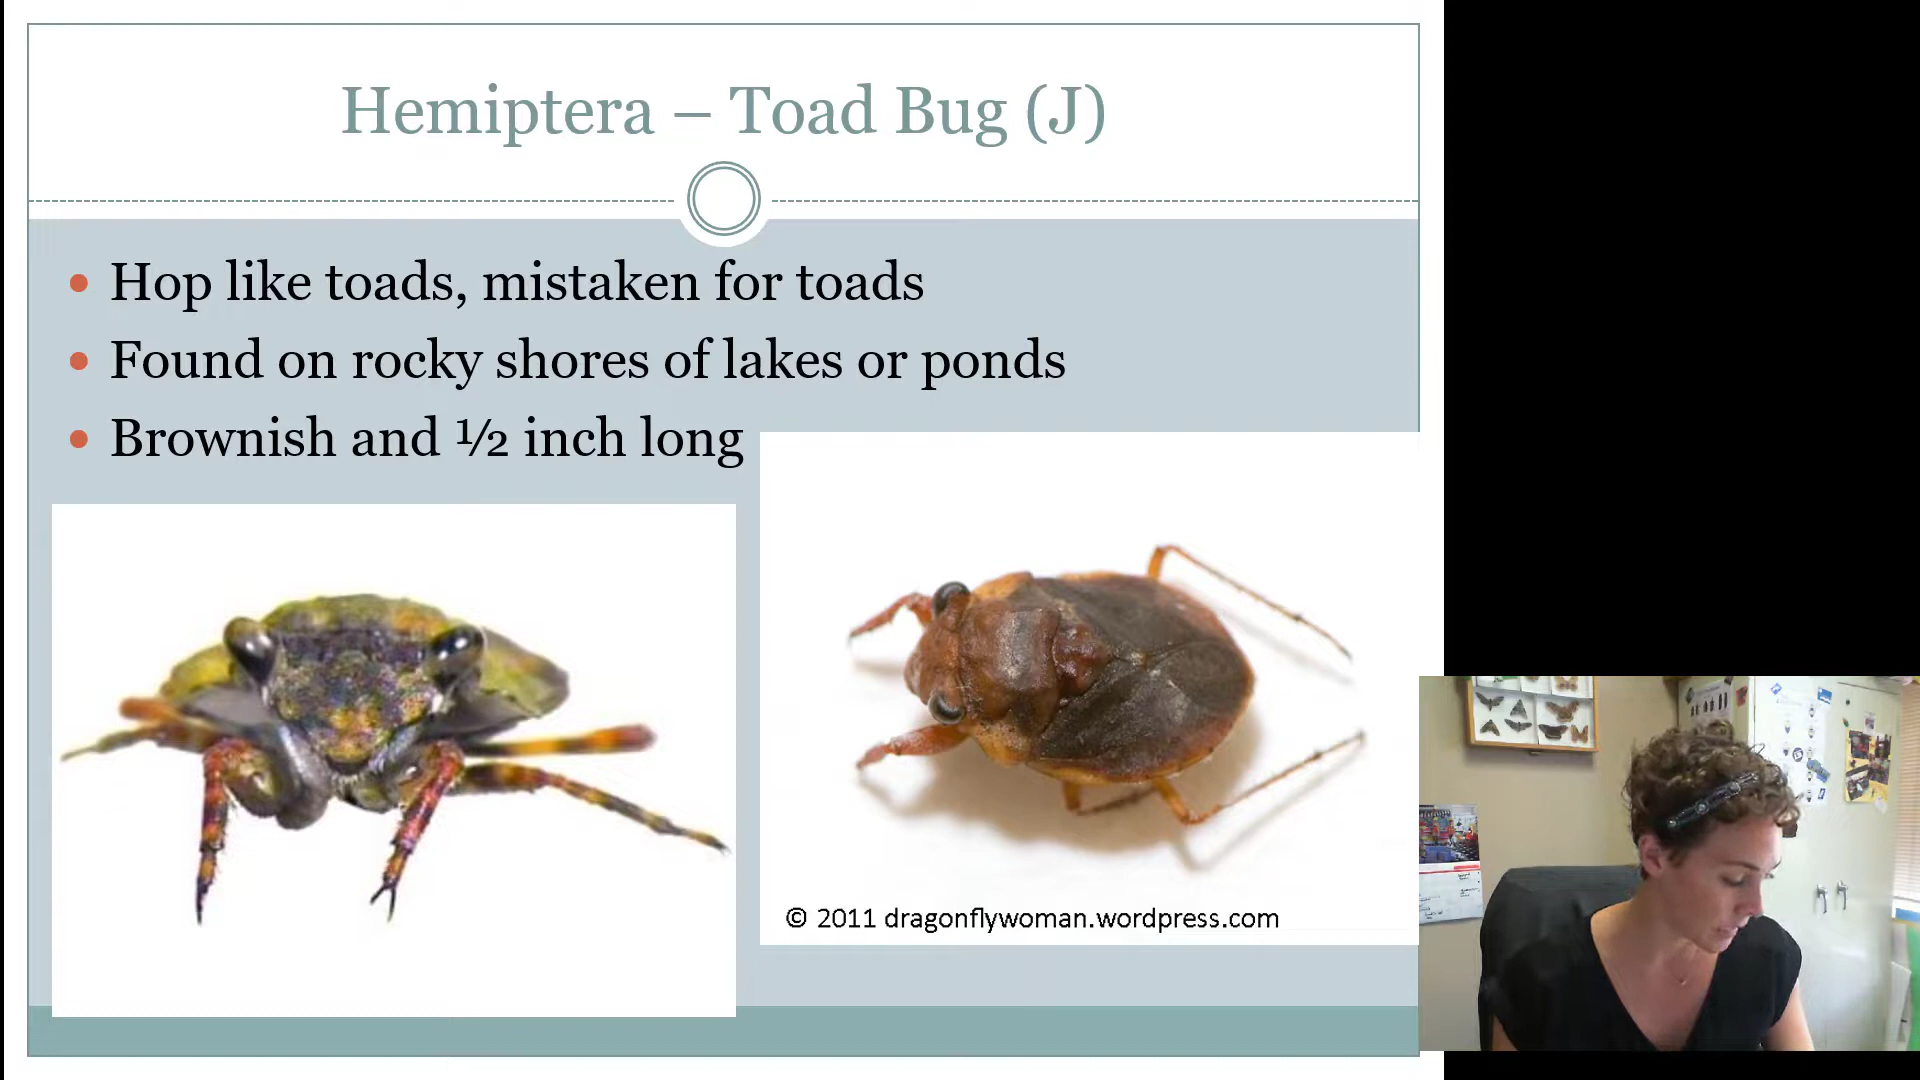 Hemiptera – Toad Bug (J)
• Hop like toads, mistaken for toads
• Found on rocky shores of lakes or ponds
• Brownish and ½ inch long
© 2011 dragonflywoman.wordpress.com